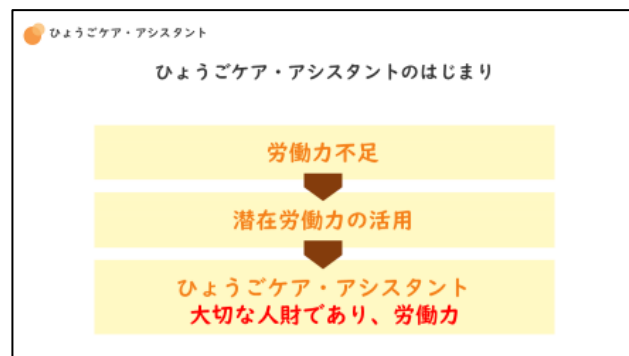 ひょうごケア・アシスタント
ひょうごケア・アシスタントのはじまり
労働力不足
潜在労働力の活用
ひょうごケア・アシスタント
大切な人財であり、労働力